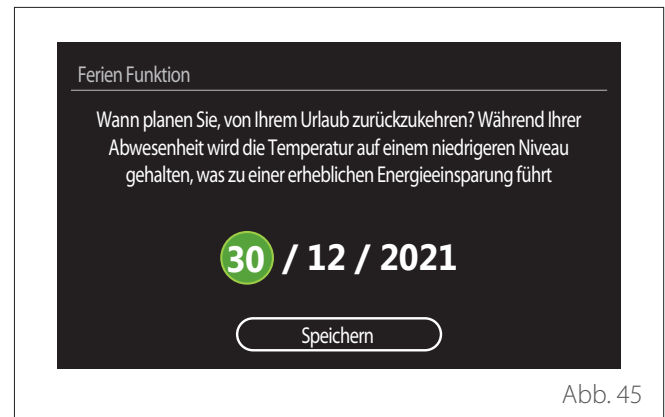 Ferien Funktion
Wann planen Sie, von Ihrem Urlaub zurückzukehren? Während Ihrer
Abwesenheit wird die Temperatur auf einem niedrigeren Niveau
gehalten, was zu einer erheblichen Energieeinsparung führt
30 / 12 / 2021
Speichern
Abb. 45